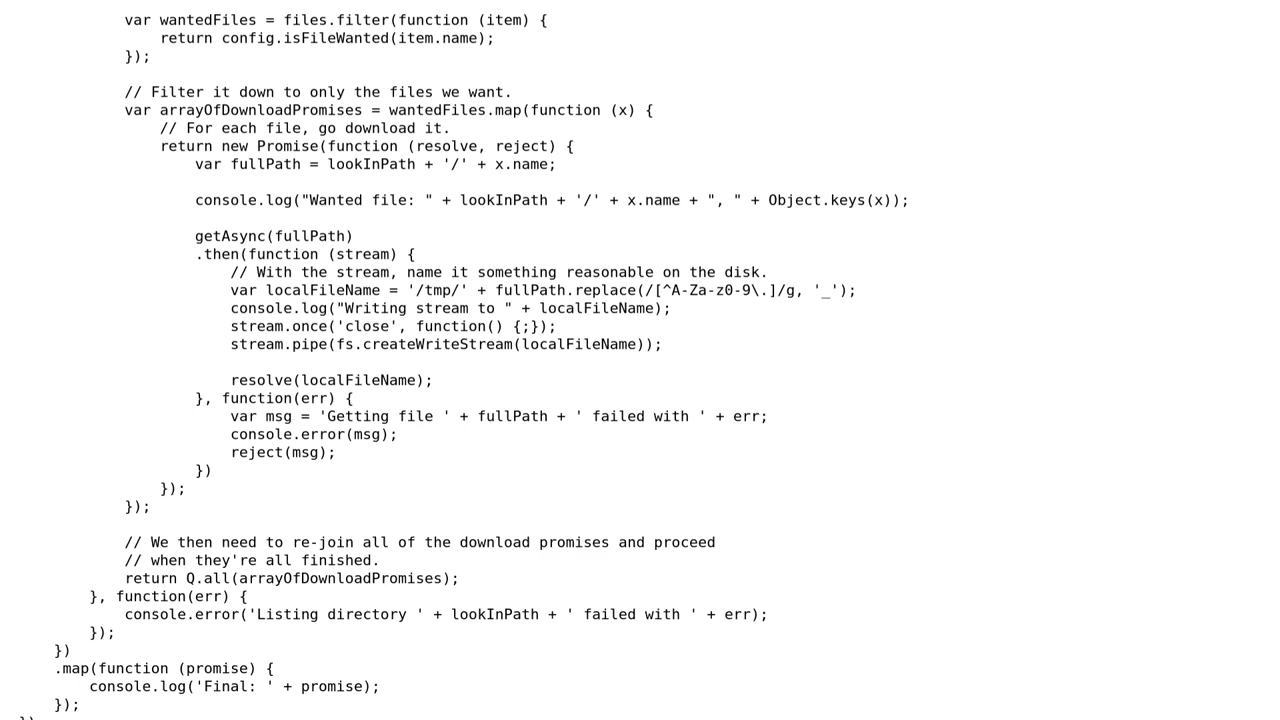 var wantedFiles = files.filter(function (item) {
return config.isFileWanted(item.name);
});
// Filter it down to only the files we want.
var arrayOfDownloadPromises = wantedFiles.map(function (x) {
// For each file, go download it.
return new Promise(function (resolve, reject) {
var fullPath = lookInPath + '/' + x.name;
console.log("Wanted file: " + lookInPath + '/' + x.name + ", " + Object.keys(x));
getAsync(fullPath)
.then(function (stream) {
// With the stream, name it something reasonable on the disk.
var localFileName = '/tmp/' + fullPath.replace(/[^A-Za-z0-9\.]/g, '_');
console.log("Writing stream to " + localFileName);
stream.once('close', function() {;});
stream.pipe(fs.createWriteStream(localFileName));
resolve(localFileName);
}, function(err) {
var msg = 'Getting file ' + fullPath + ' failed with ' + err;
console.error(msg);
reject(msg);
})
});
});
// We then need to re-join all of the download promises and proceed
// when they're all finished.
return Q.all(arrayOfDownloadPromises);
}, function(err) {
console.error('Listing directory ' + lookInPath + ' failed with ' + err);
});
})
.map(function (promise) {
console.log('Final: ' + promise);
});